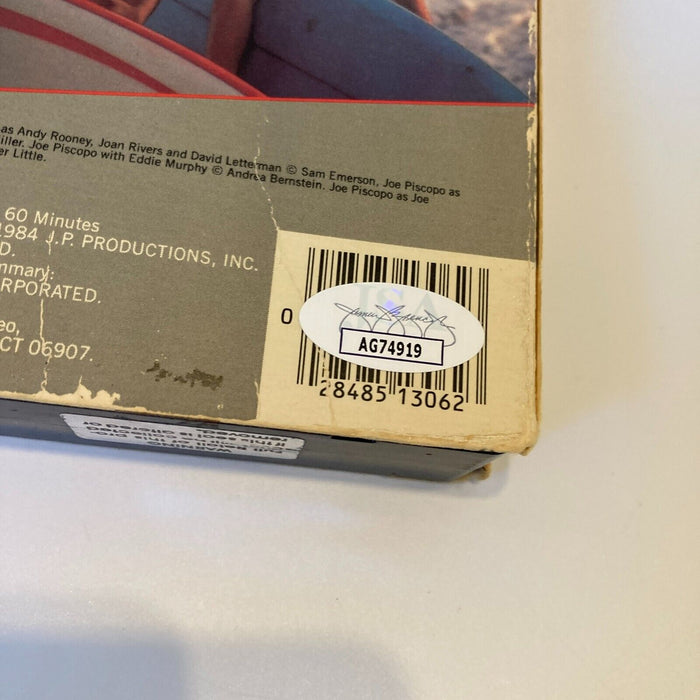 as Andy Rooney, Joan Rivers and David Letterman © Sam Emerson, Joe Piscopo as
iller. Joe Piscopo with Eddie Murphy © Andrea Bernstein. Joe Piscopo as Joe
er Little.
60 Minutes
1984 J.P. PRODUCTIONS, INC.
D.
mmary:
RPORATED.
eo,
CT 06907.
JSA
AG74919
0 28485 13062
WARNING